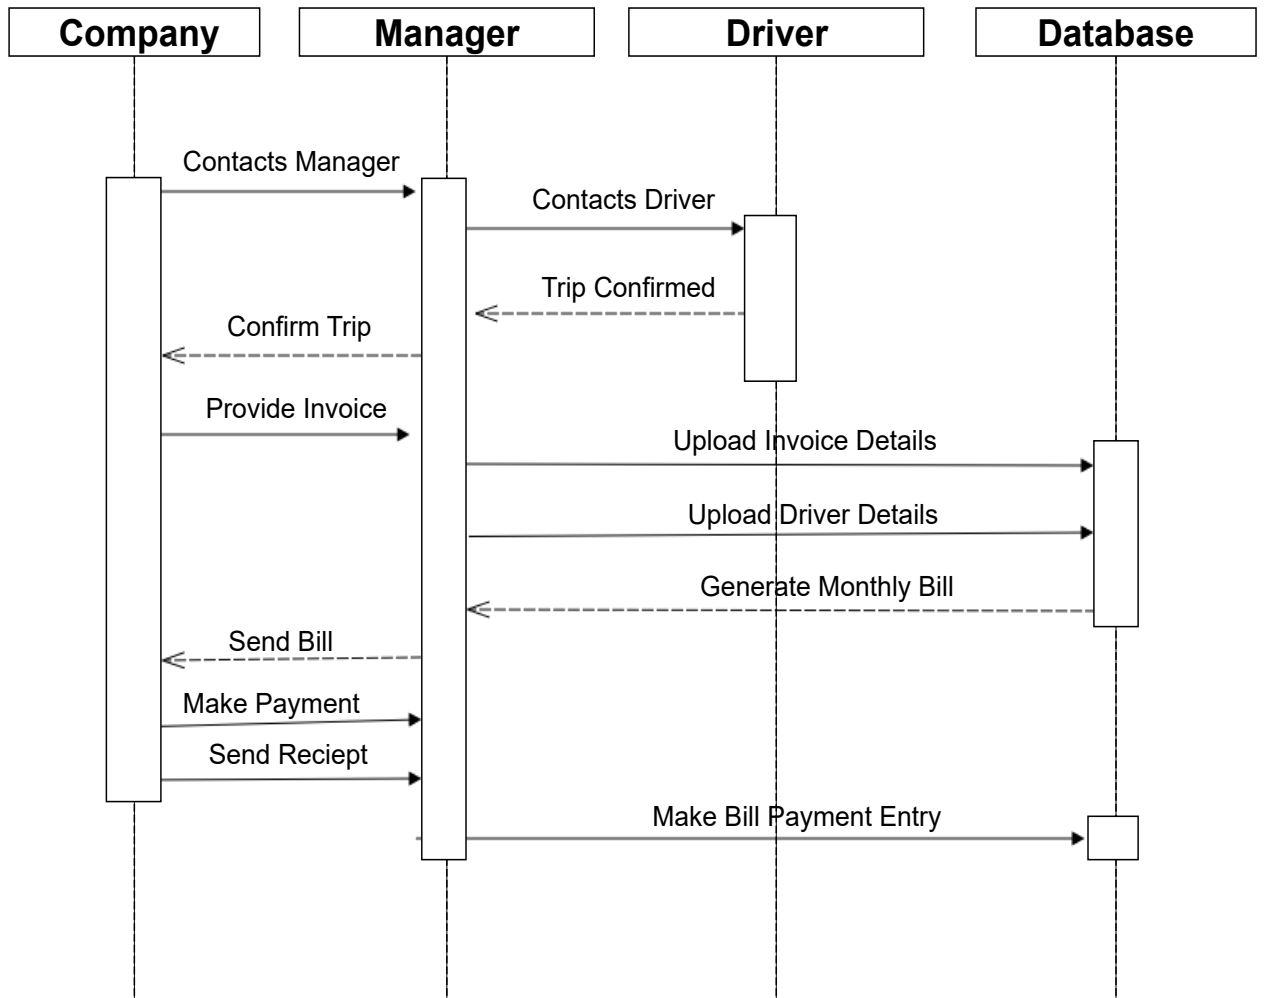 Company
Manager
Driver
Database
Contacts Manager
Contacts Driver
Trip Confirmed
Confirm Trip
Provide Invoice
Upload Invoice Details
Upload Driver Details
Generate Monthly Bill
Send Bill
Make Payment
Send Reciept
Make Bill Payment Entry